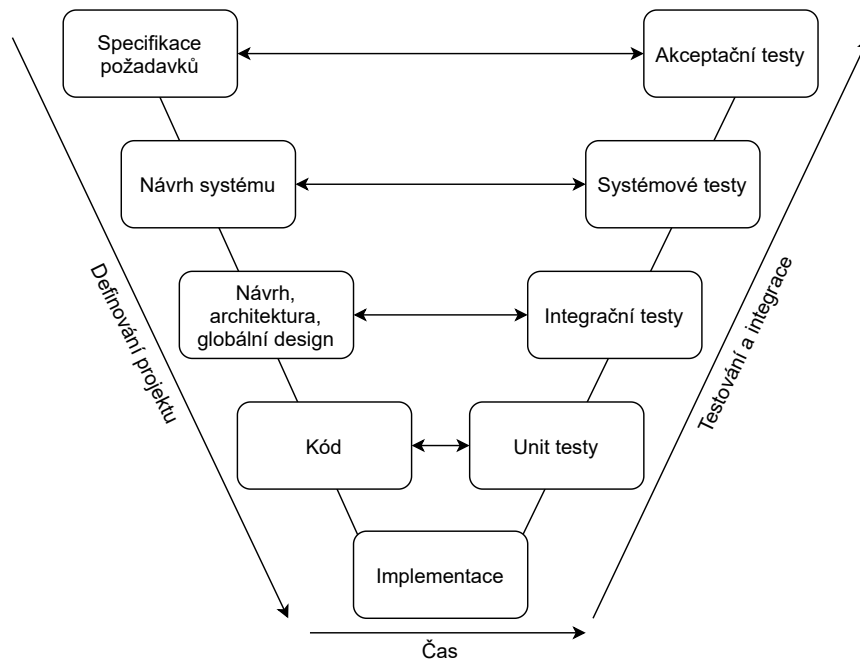 Specifikace
požadavků
Akceptační testy
Návrh systému
Systémové testy
Návrh,
architektura,
globální design
Integrační testy
Kód
Unit testy
Implementace
Definování projektu
Testování a integrace
Čas